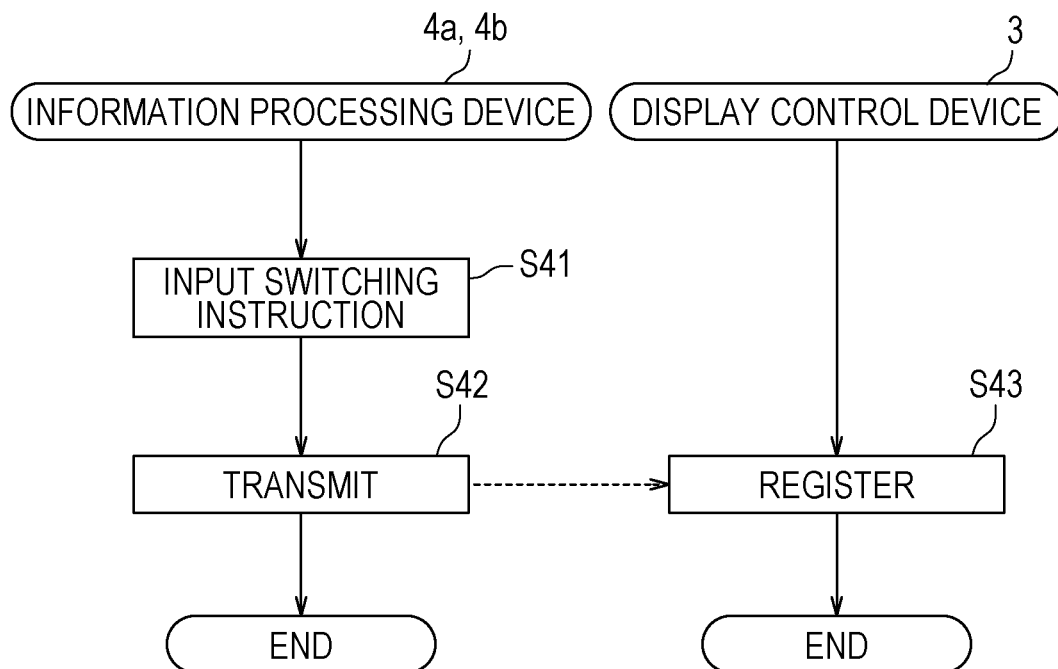 4a, 4b
3
INFORMATION PROCESSING DEVICE
DISPLAY CONTROL DEVICE
S41
INPUT SWITCHING
INSTRUCTION
S42
S43
TRANSMIT
REGISTER
END
END